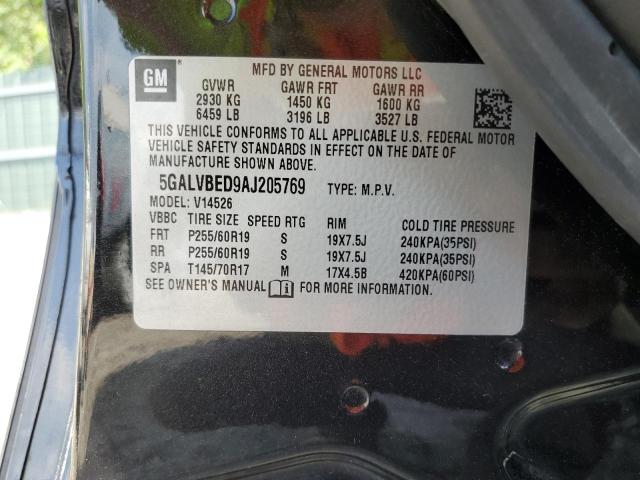 GM
MFD BY GENERAL MOTORS LLC
GVWR GAWR FRT GAWR RR
2930 KG 1450 KG 1600 KG
6459 LB 3196 LB 3527 LB
THIS VEHICLE CONFORMS TO ALL APPLICABLE U.S. FEDERAL MOTOR
VEHICLE SAFETY STANDARDS IN EFFECT ON THE DATE OF
MANUFACTURE SHOWN ABOVE.
5GALVBED9AJ205769 TYPE: M.P.V.
MODEL: V14526
VBBC TIRE SIZE SPEED RTG RIM COLD TIRE PRESSURE
FRT P255/60R19 S 19X7.5J 240KPA(35PSI)
RR P255/60R19 S 19X7.5J 240KPA(35PSI)
SPA T145/70R17 M 17X4.5B 420KPA(60PSI)
SEE OWNER'S MANUAL i FOR MORE INFORMATION.